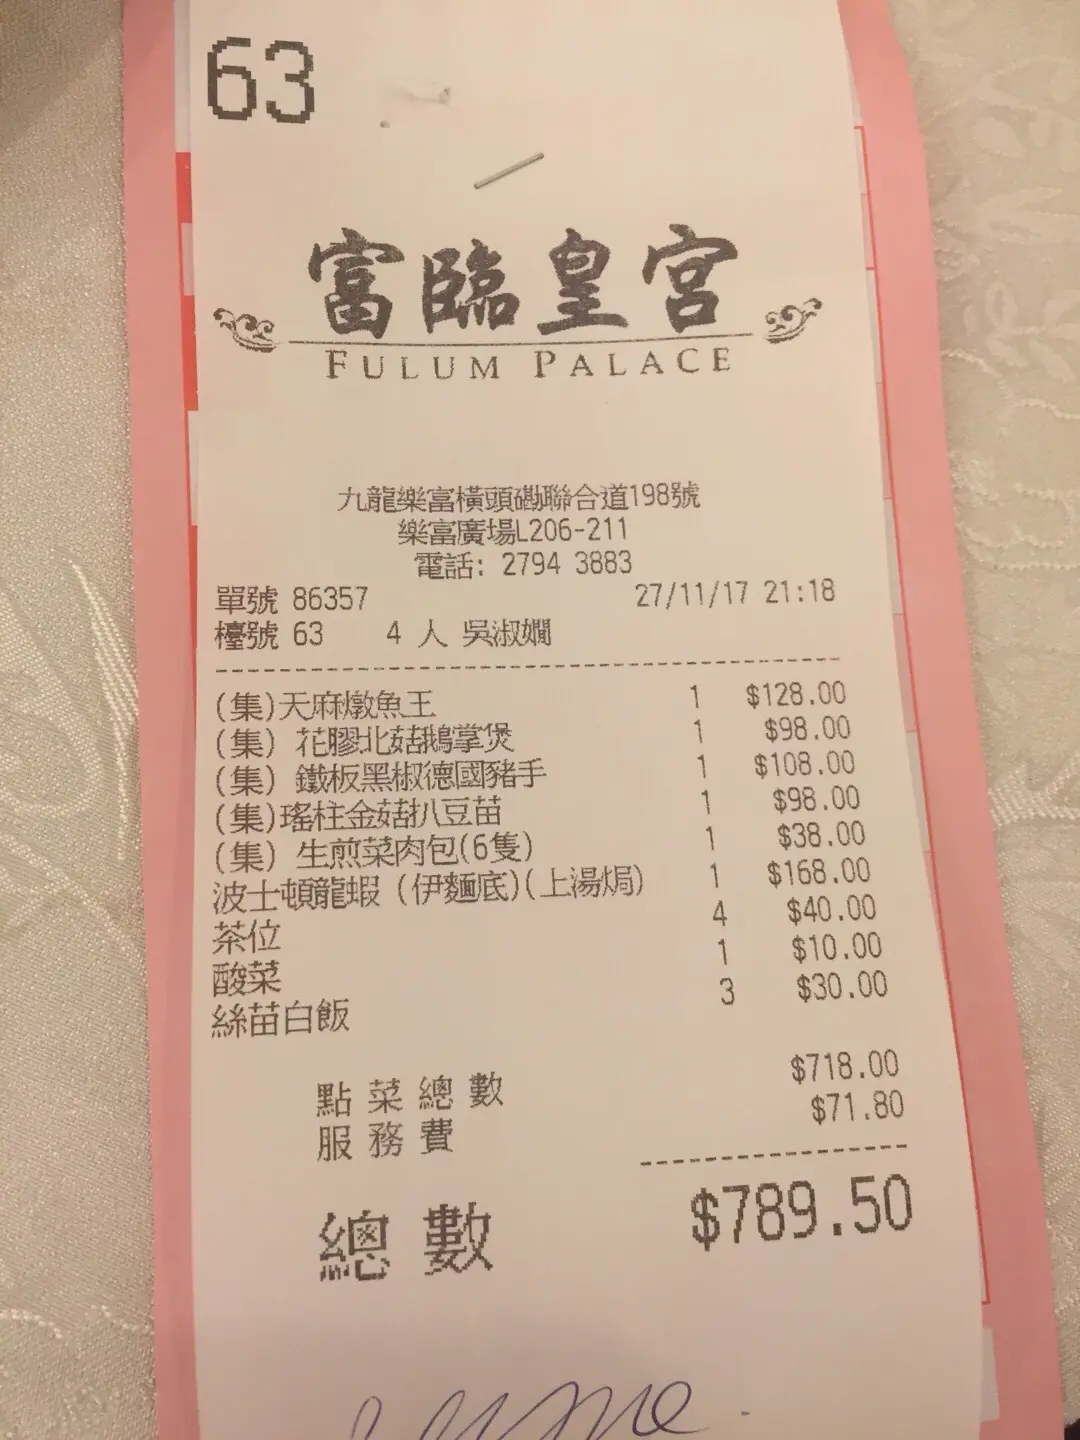 63
富臨皇宮
FULUM PALACE
九龍樂富橫頭磡聯合道198號
樂富廣場L206-211
電話: 2794 3883
單號 86357 27/11/17 21:18
檯號 63 4 人 吳淑嫺
(集)天麻燉魚王 1 $128.00
(集) 花膠北菇鵝掌煲 1 $98.00
(集) 鐵板黑椒德國豬手 1 $108.00
(集)瑤柱金菇扒豆苗 1 $98.00
(集) 生煎菜肉包(6隻) 1 $38.00
波士頓龍蝦 (伊麵底)(上湯焗) 1 $168.00
茶位 4 $40.00
酸菜 1 $10.00
絲苗白飯 3 $30.00
點菜總數 $718.00
服務費 $71.80
總數 $789.50